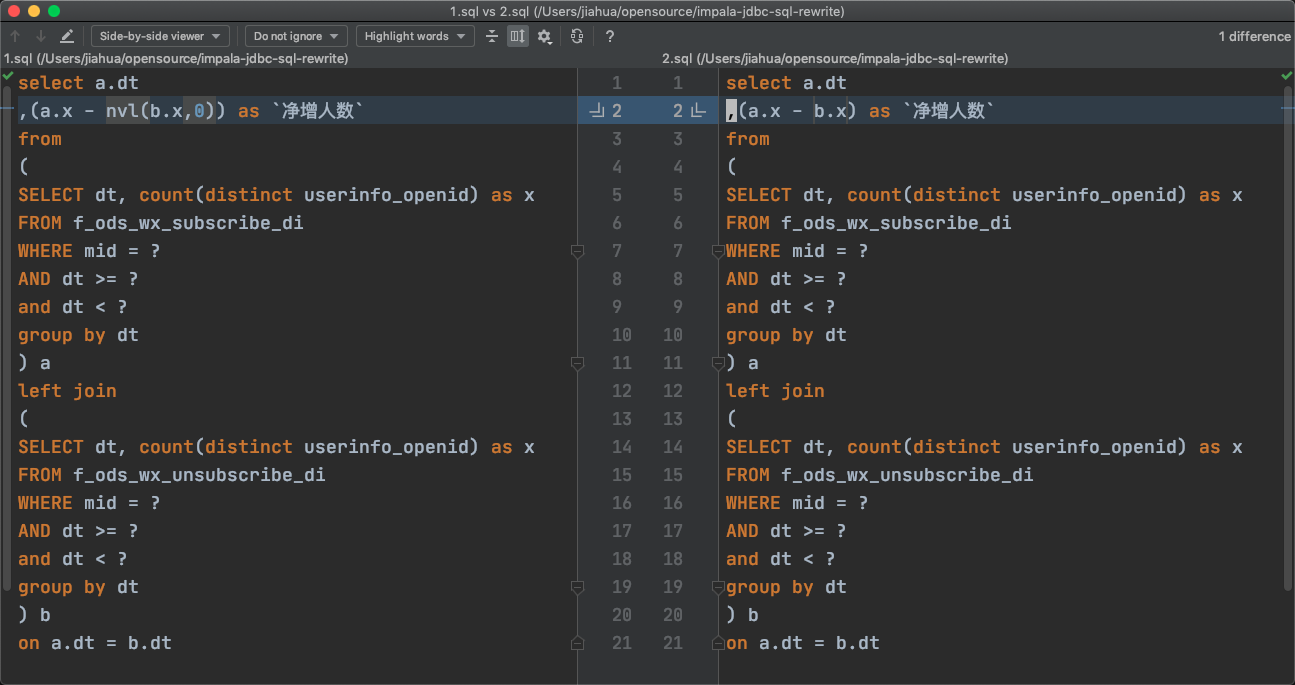 1.sql vs 2.sql (/Users/jiahua/opensource/impala-jdbc-sql-rewrite)
Side-by-side viewer Do not ignore Highlight words ? 1 difference
1.sql (/Users/jiahua/opensource/impala-jdbc-sql-rewrite) 2.sql (/Users/jiahua/opensource/impala-jdbc-sql-rewrite)
select a.dt 1 1 select a.dt
,(a.x - nvl(b.x,0)) as `净增人数` 2 2 ,(a.x - b.x) as `净增人数`
from 3 3 from
( 4 4 (
SELECT dt, count(distinct userinfo_openid) as x 5 5 SELECT dt, count(distinct userinfo_openid) as x
FROM f_ods_wx_subscribe_di 6 6 FROM f_ods_wx_subscribe_di
WHERE mid = ? 7 7 WHERE mid = ?
AND dt >= ? 8 8 AND dt >= ?
and dt < ? 9 9 and dt < ?
group by dt 10 10 group by dt
) a 11 11 ) a
left join 12 12 left join
( 13 13 (
SELECT dt, count(distinct userinfo_openid) as x 14 14 SELECT dt, count(distinct userinfo_openid) as x
FROM f_ods_wx_unsubscribe_di 15 15 FROM f_ods_wx_unsubscribe_di
WHERE mid = ? 16 16 WHERE mid = ?
AND dt >= ? 17 17 AND dt >= ?
and dt < ? 18 18 and dt < ?
group by dt 19 19 group by dt
) b 20 20 ) b
on a.dt = b.dt 21 21 on a.dt = b.dt